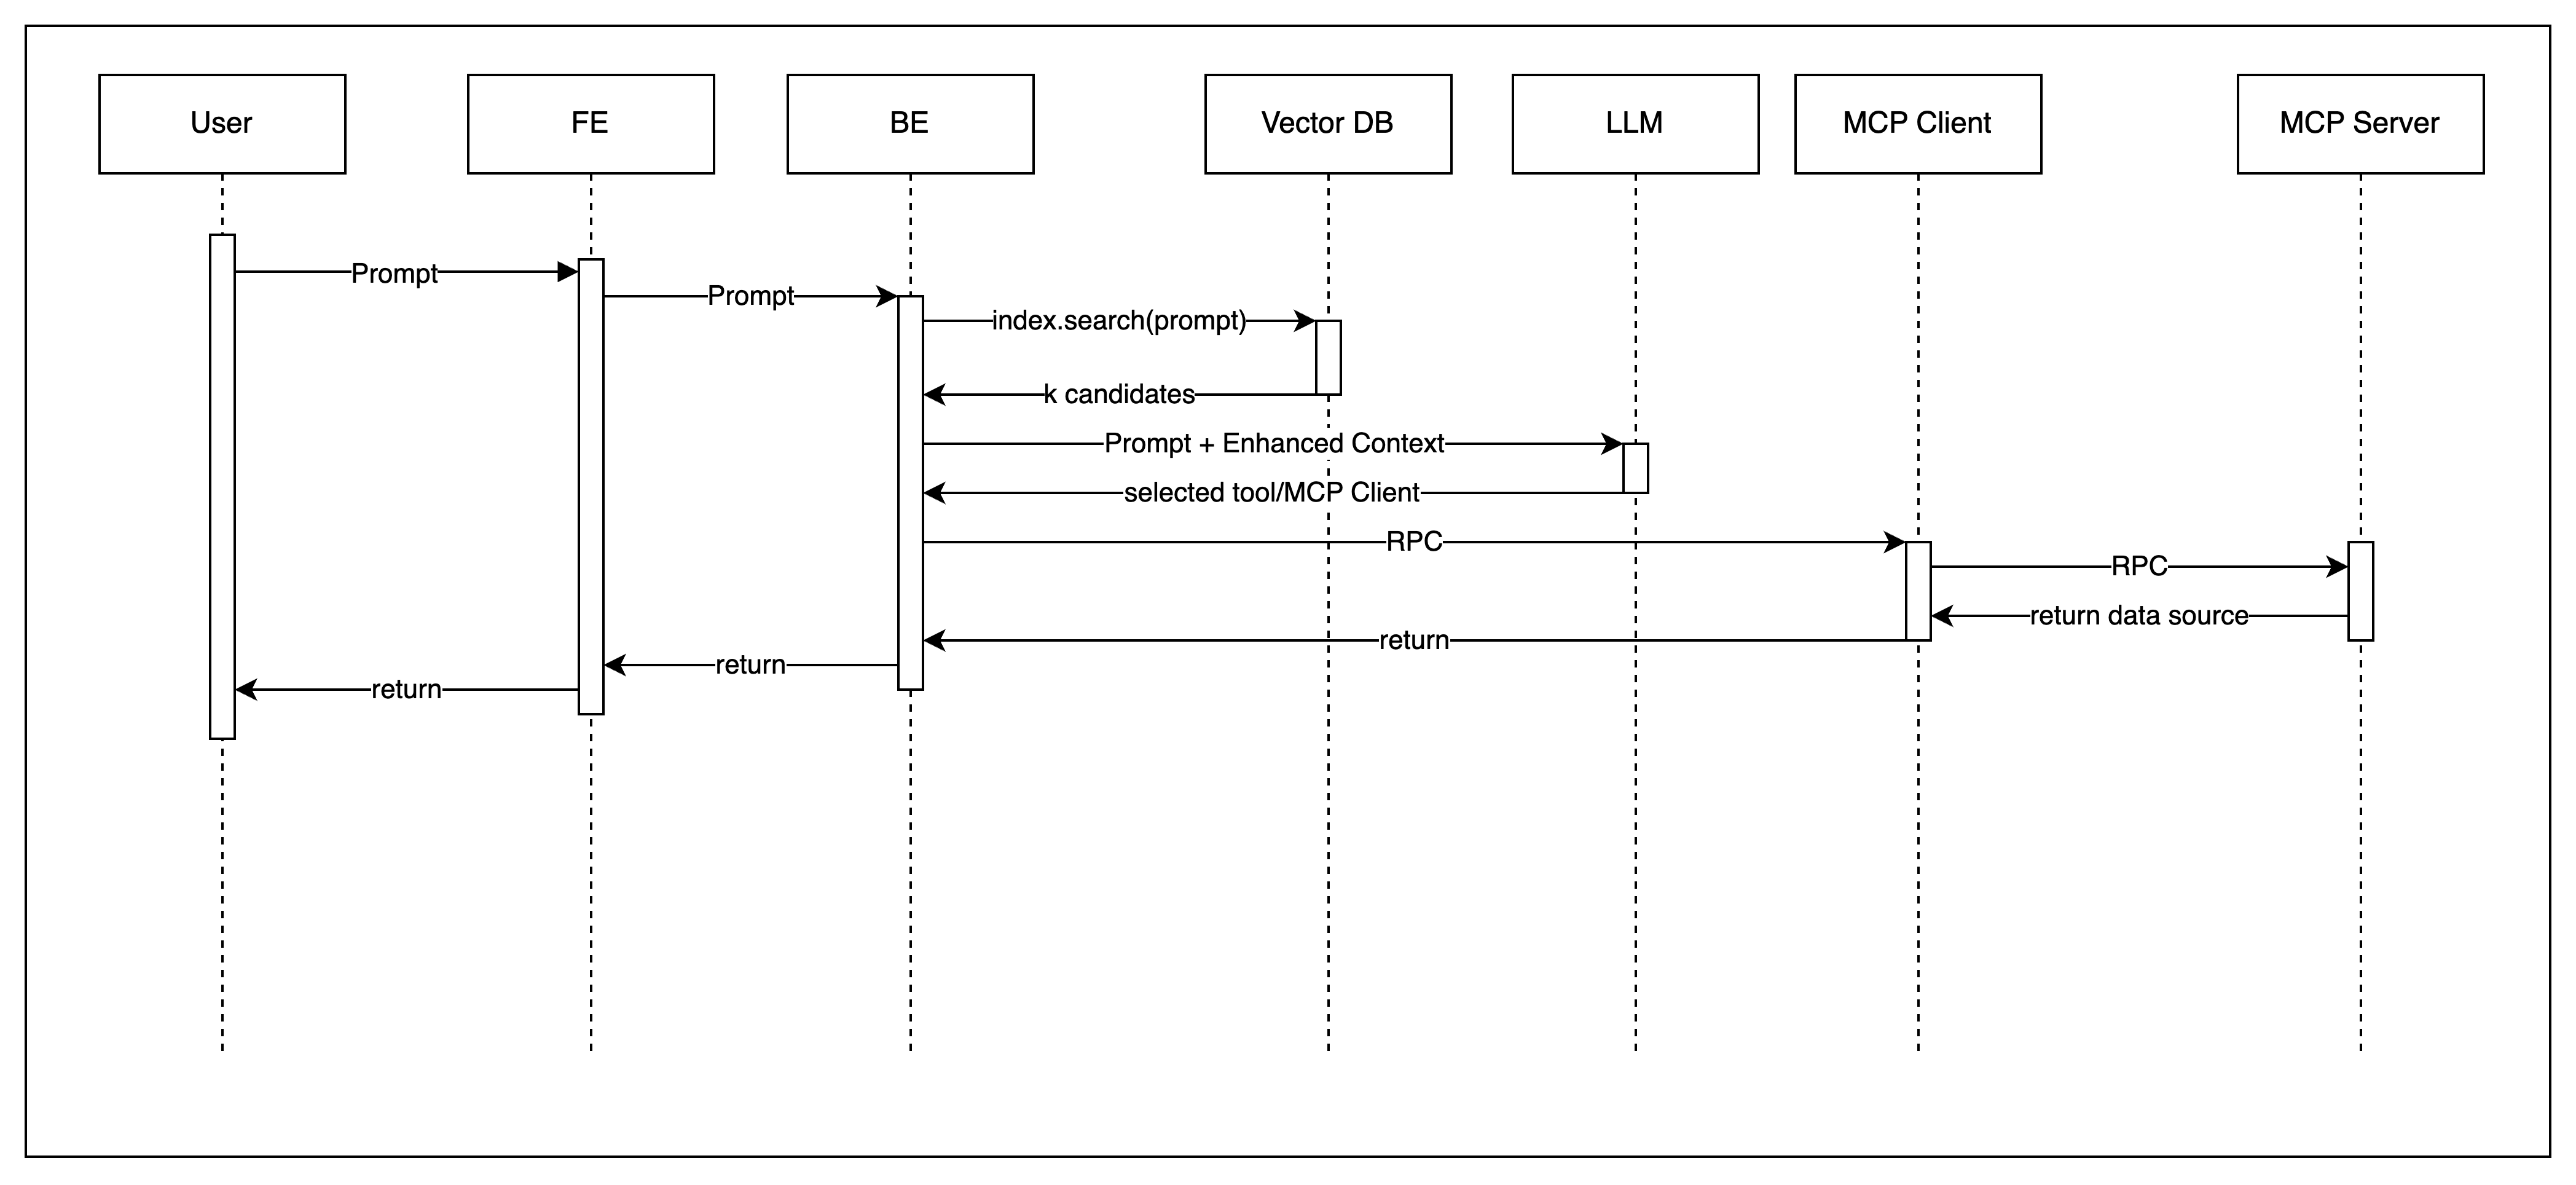 User
FE
BE
Vector DB
LLM
MCP Client
MCP Server
Prompt
Prompt
index.search(prompt)
k candidates
Prompt + Enhanced Context
selected tool/MCP Client
RPC
RPC
return data source
return
return
return